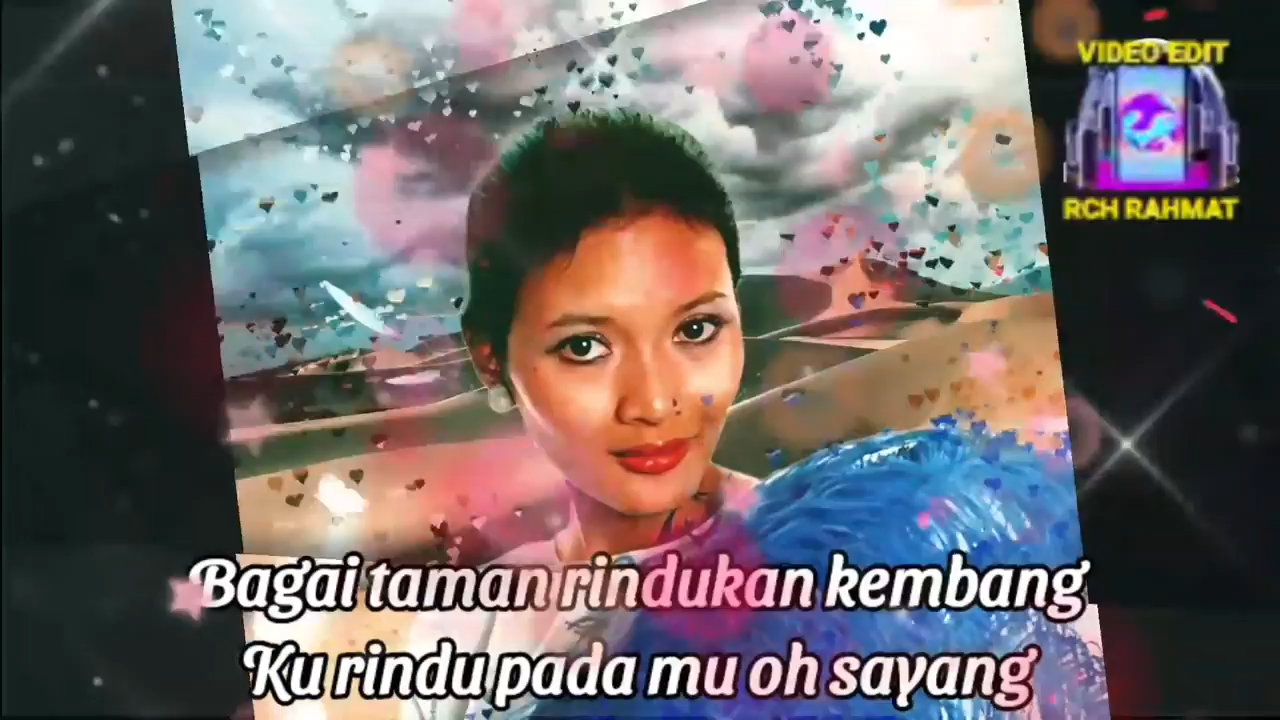 VIDEO EDIT
RCH RAHMAT
Bagai taman rindukan kembang
Ku rindu pada mu oh sayang